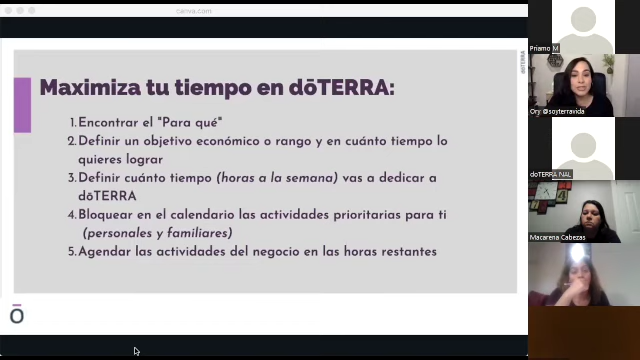 canva.com
Maximiza tu tiempo en dōTERRA:
1. Encontrar el "Para qué"
2. Definir un objetivo económico o rango y en cuánto tiempo lo
quieres lograr
3. Definir cuánto tiempo (horas a la semana) vas a dedicar a
dōTERRA
4. Bloquear en el calendario las actividades prioritarias para ti
(personales y familiares)
5. Agendar las actividades del negocio en las horas restantes
dōTERRA
Priamo M
Ory @soyterravida
doTERRA NAL
Macarena Cabezas